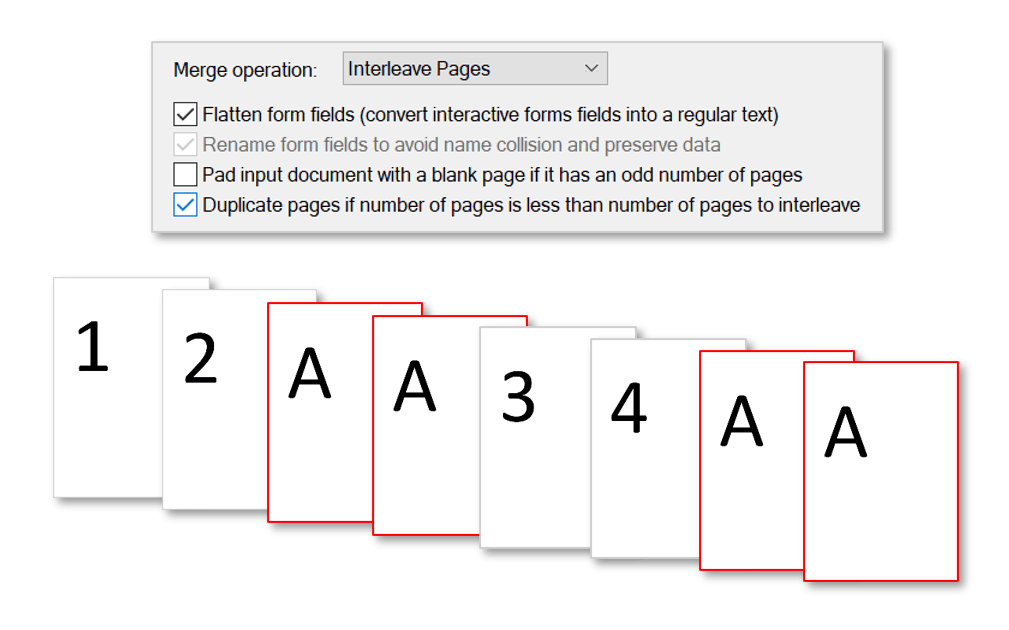 Merge operation: Interleave Pages
Flatten form fields (convert interactive forms fields into a regular text)
Rename form fields to avoid name collision and preserve data
Pad input document with a blank page if it has an odd number of pages
Duplicate pages if number of pages is less than number of pages to interleave
1 2 A A 3 4 A A